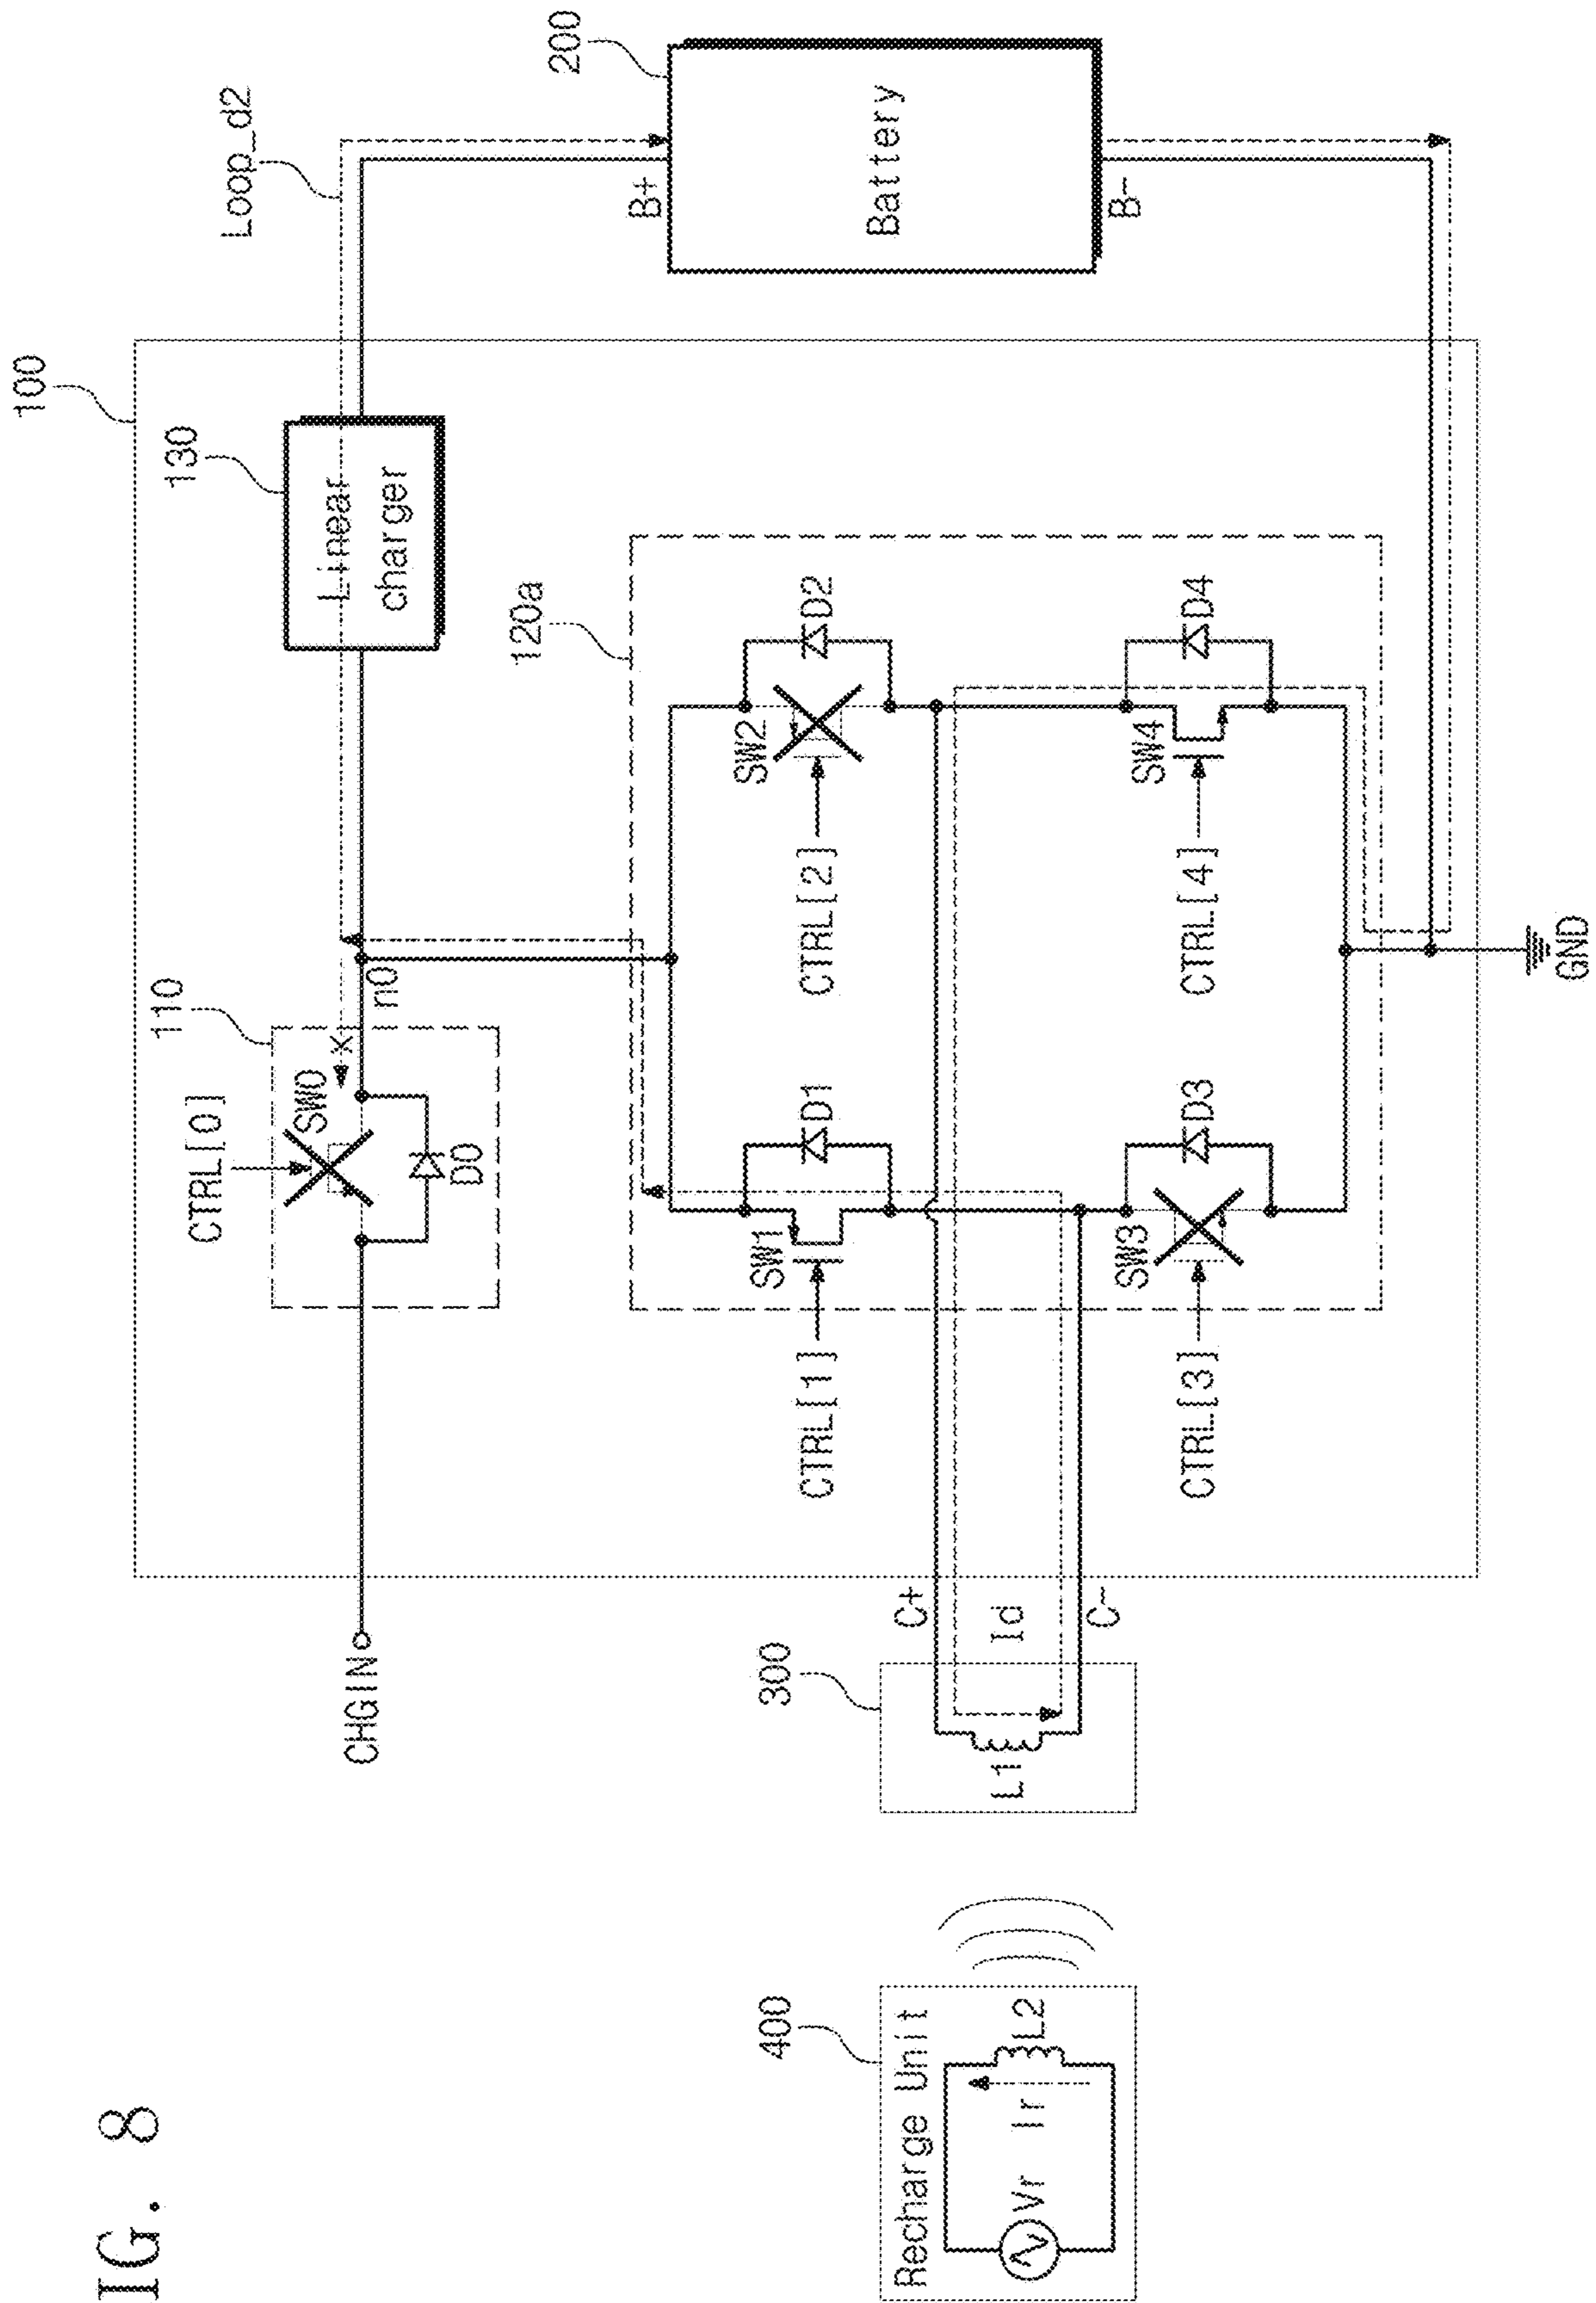 IG. 8
100
CTRL[0]
110
SW0
D0
n0
130
Linear
charger
Loop_d2
CHGIN
120a
200
B+
Battery
B-
CTRL[1]
SW1
D1
CTRL[2]
SW2
D2
400
Recharge Unit
Vr
Ir
L2
300
L1
C+
Id
C-
CTRL[3]
SW3
D3
CTRL[4]
SW4
D4
GND